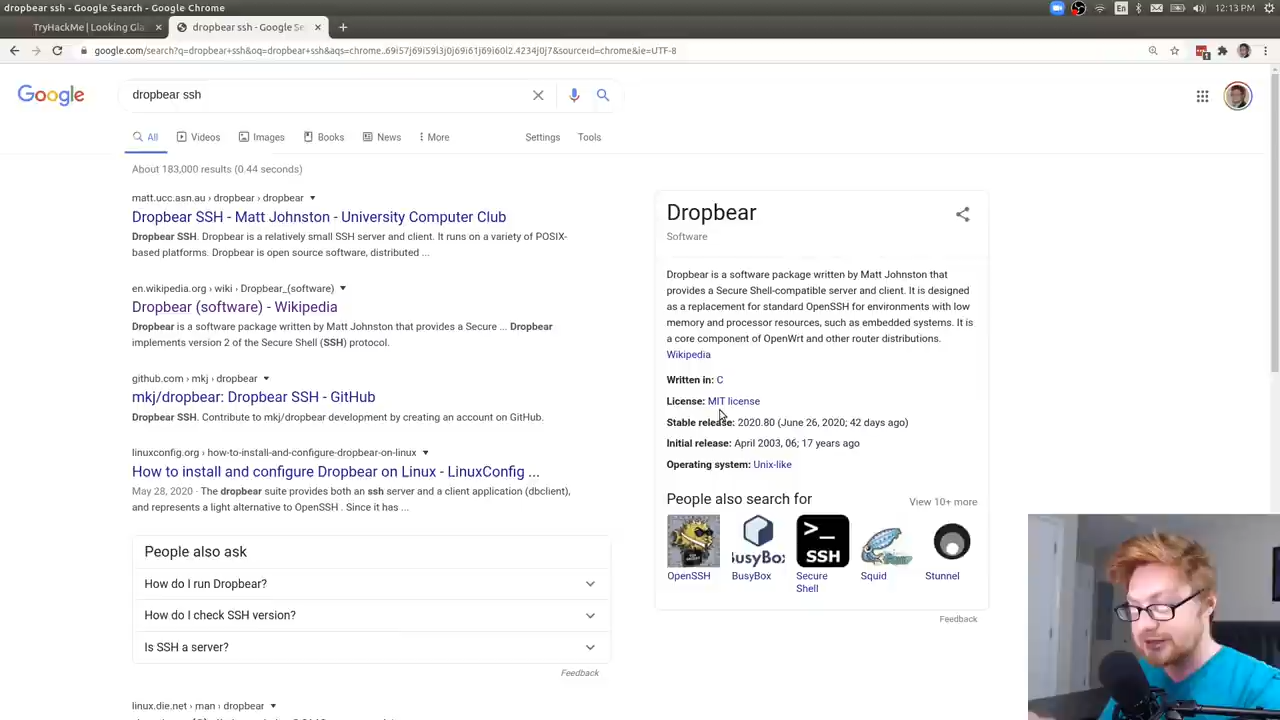 dropbear ssh - Google Search
en
12:13 PM
TryHackMe | Looking Gla
dropbear ssh - Google Se
google.com/search?q=dropbear+ssh&oq=dropbear+ssh&aqs=chrome..69i57j69i59l3j0j69i61j69i60l2.4234j0j7&sourceid=chrome&ie=UTF-8
1
Google
dropbear ssh
All
Videos
Images
Books
News
More
Settings
Tools
About 183,000 results (0.44 seconds)
matt.ucc.asn.au › dropbear › dropbear
Dropbear SSH - Matt Johnston - University Computer Club
Dropbear SSH. Dropbear is a relatively small SSH server and client. It runs on a variety of POSIX-
based platforms. Dropbear is open source software, distributed ...
en.wikipedia.org › wiki › Dropbear_(software)
Dropbear (software) - Wikipedia
Dropbear is a software package written by Matt Johnston that provides a Secure ... Dropbear
implements version 2 of the Secure Shell (SSH) protocol.
github.com › mkj › dropbear
mkj/dropbear: Dropbear SSH - GitHub
Dropbear SSH. Contribute to mkj/dropbear development by creating an account on GitHub.
linuxconfig.org › how-to-install-and-configure-dropbear-on-linux
How to install and configure Dropbear on Linux - LinuxConfig ...
May 28, 2020 - The dropbear suite provides both an ssh server and a client application (dbclient),
and represents a light alternative to OpenSSH . Since it has ...
People also ask
How do I run Dropbear?
How do I check SSH version?
Is SSH a server?
Feedback
linux.die.net › man › dropbear
Dropbear
Software
Dropbear is a software package written by Matt Johnston that
provides a Secure Shell-compatible server and client. It is designed
as a replacement for standard OpenSSH for environments with low
memory and processor resources, such as embedded systems. It is
a core component of OpenWrt and other router distributions.
Wikipedia
Written in: C
License: MIT license
Stable release: 2020.80 (June 26, 2020; 42 days ago)
Initial release: April 2003, 06; 17 years ago
Operating system: Unix-like
People also search for
View 10+ more
>_
SSH
OpenSSH
BusyBox
Secure
Shell
Squid
Stunnel
Feedback